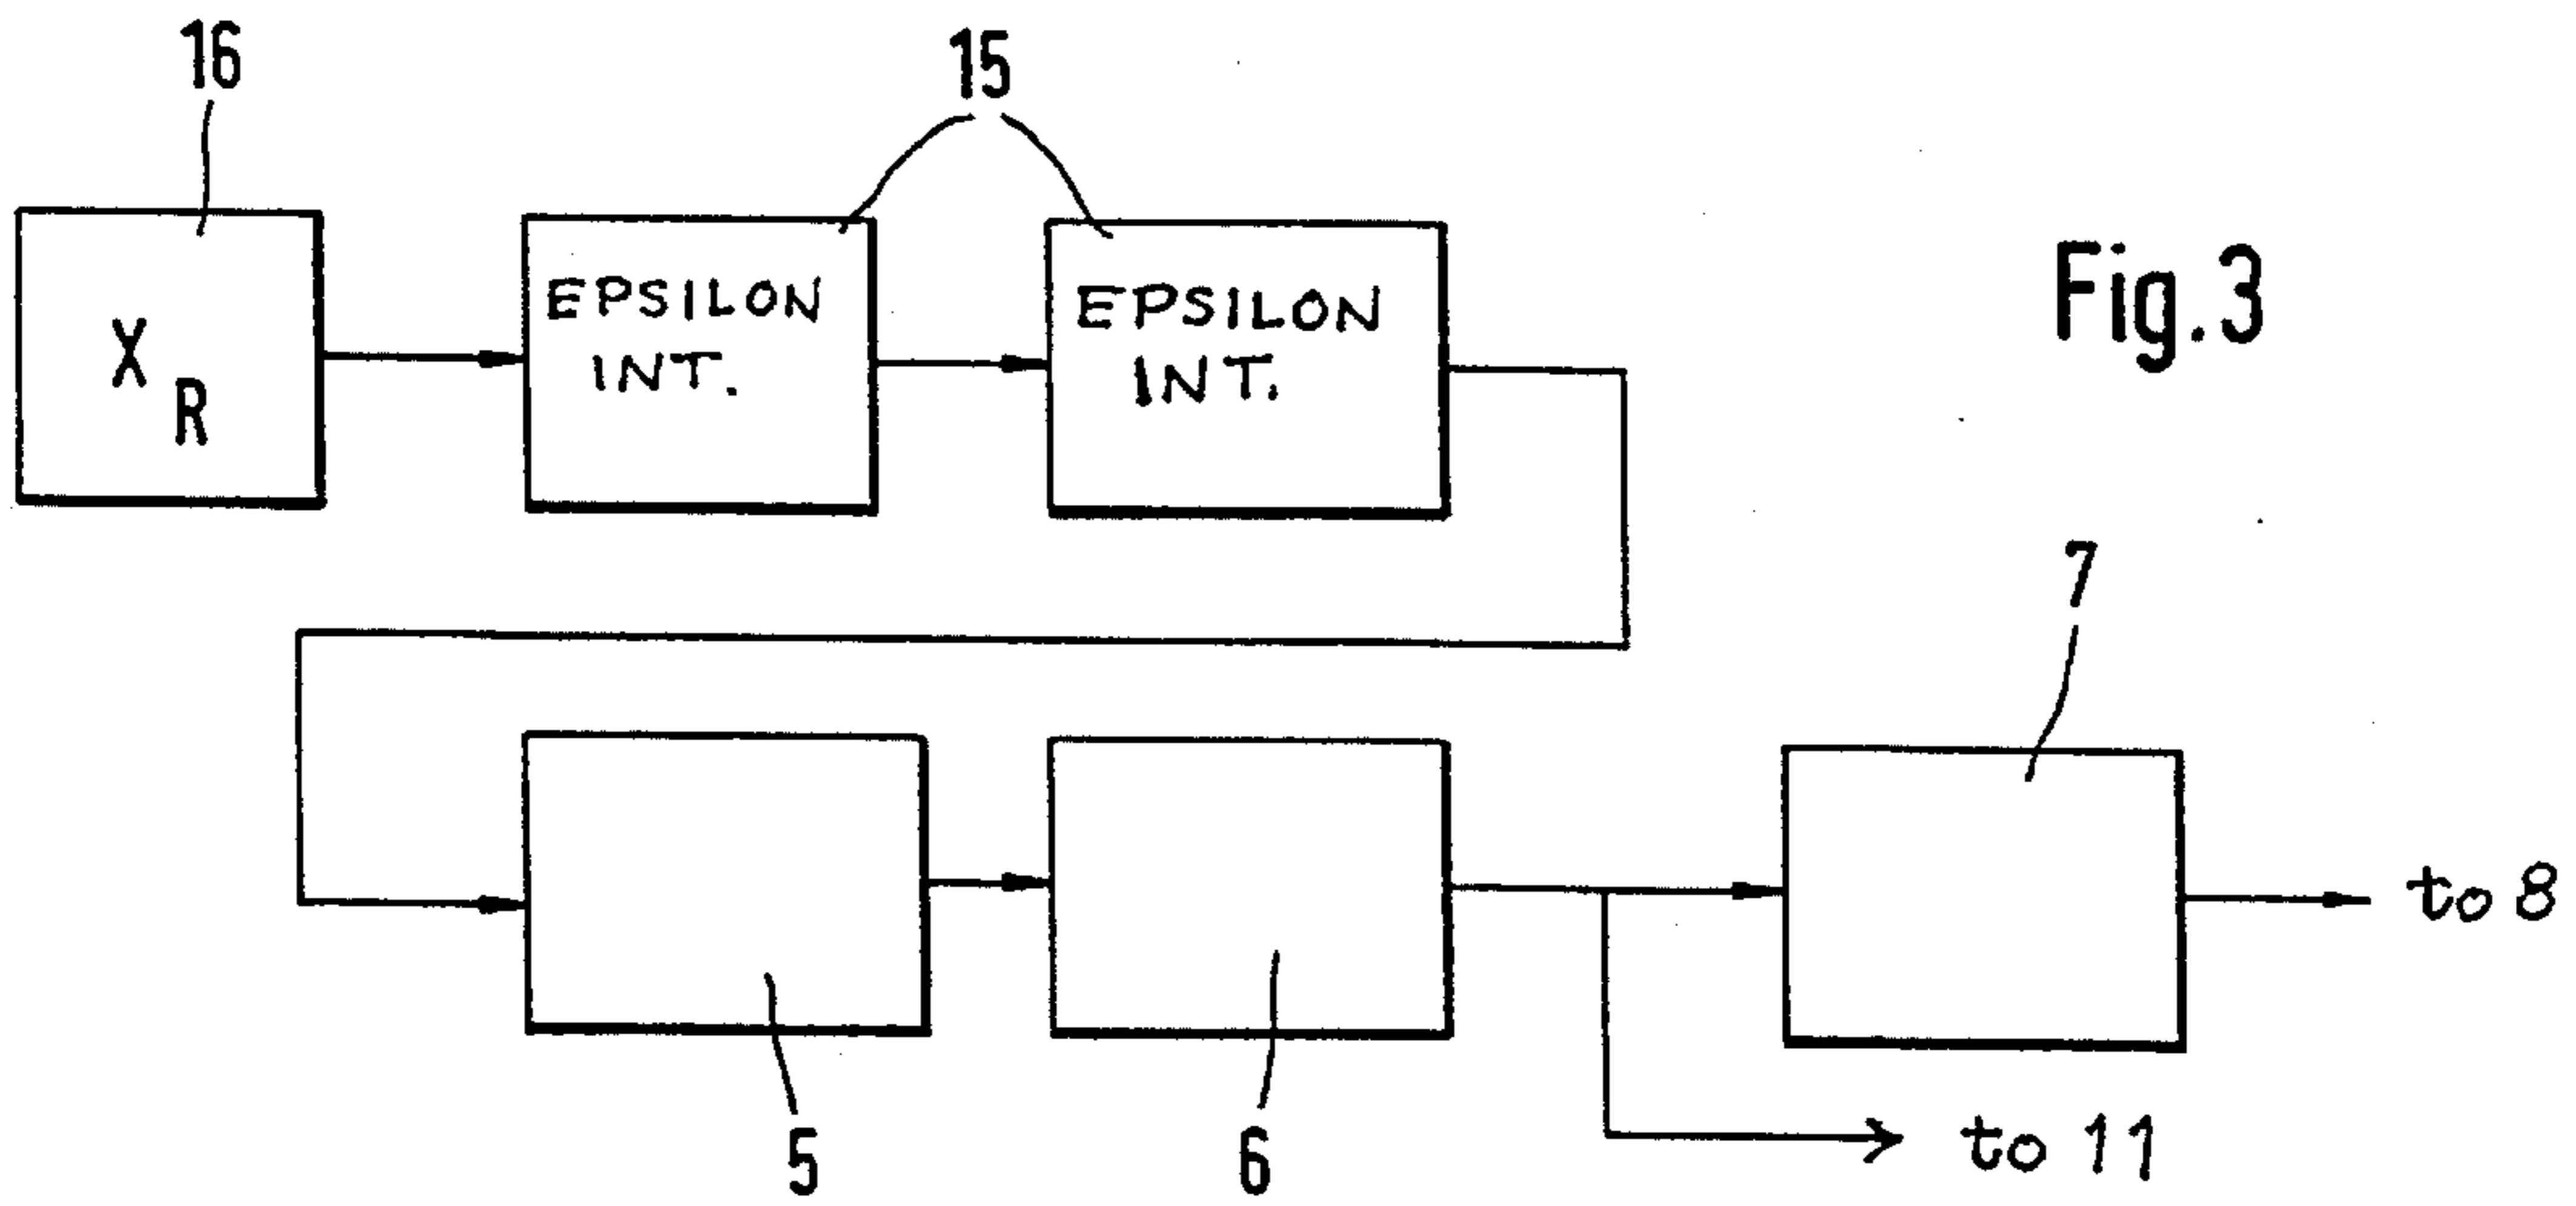 16
15
X R
EPSILON
INT.
EPSILON
INT.
Fig. 3
7
to 8
5
6
to 11